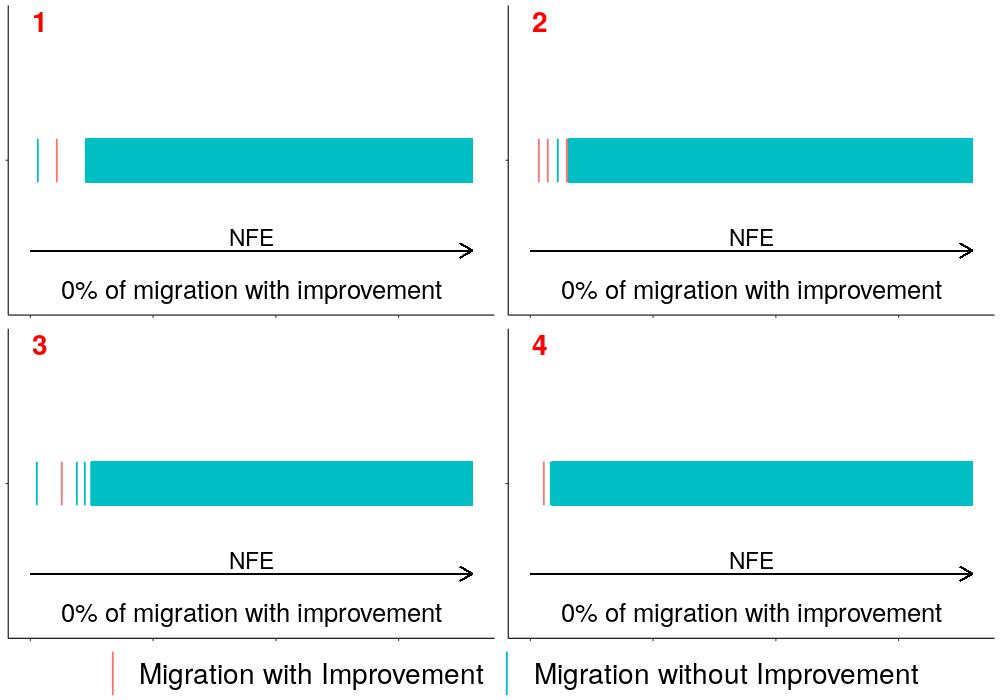 1
NFE
0% of migration with improvement
2
NFE
0% of migration with improvement
3
NFE
0% of migration with improvement
4
NFE
0% of migration with improvement
Migration with Improvement
Migration without Improvement